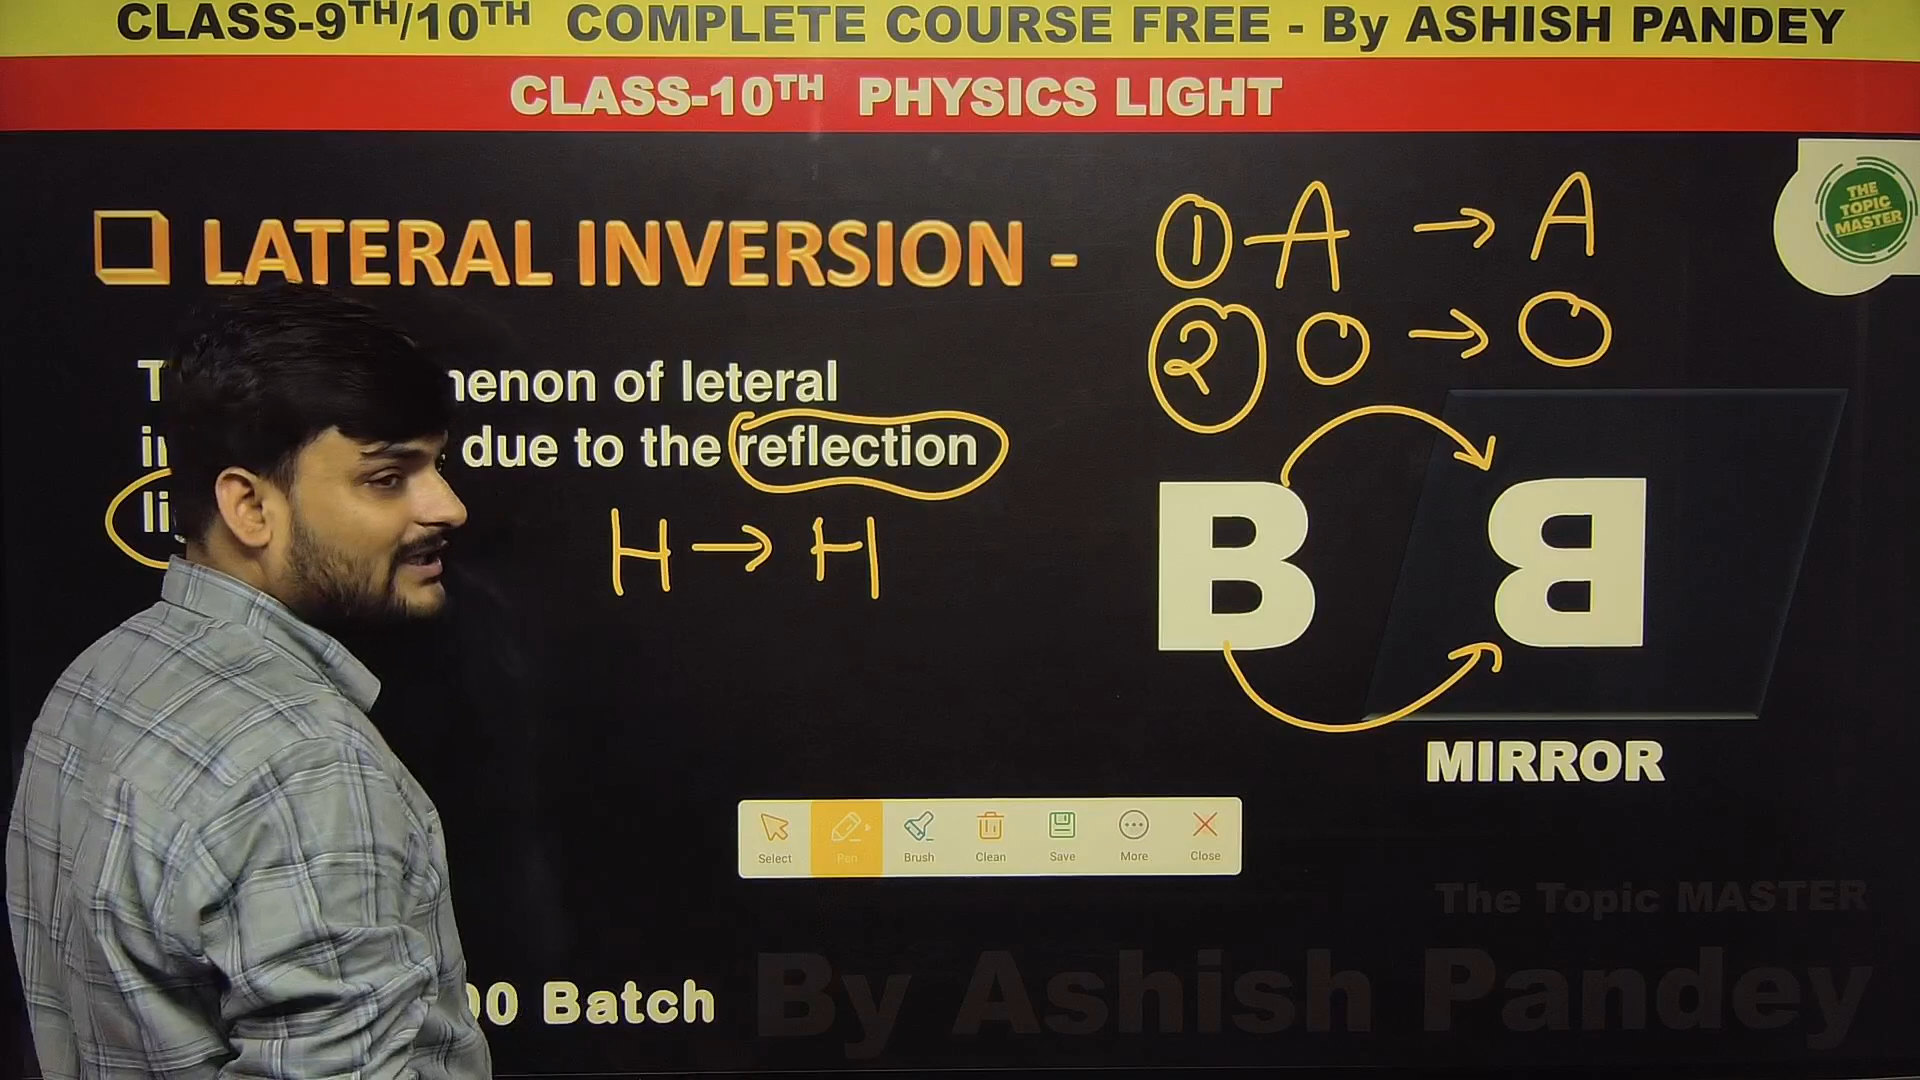 CLASS-9TH/10TH COMPLETE COURSE FREE - By ASHISH PANDEY
CLASS-10TH PHYSICS LIGHT
THE
TOPIC
MASTER
LATERAL INVERSION -
① A → A
② O → O
of leteral
due to the reflection
H → H
B B
MIRROR
Select Pen Brush Clean Save More Close
The Topic MASTER
Batch
By Ashish Pandey